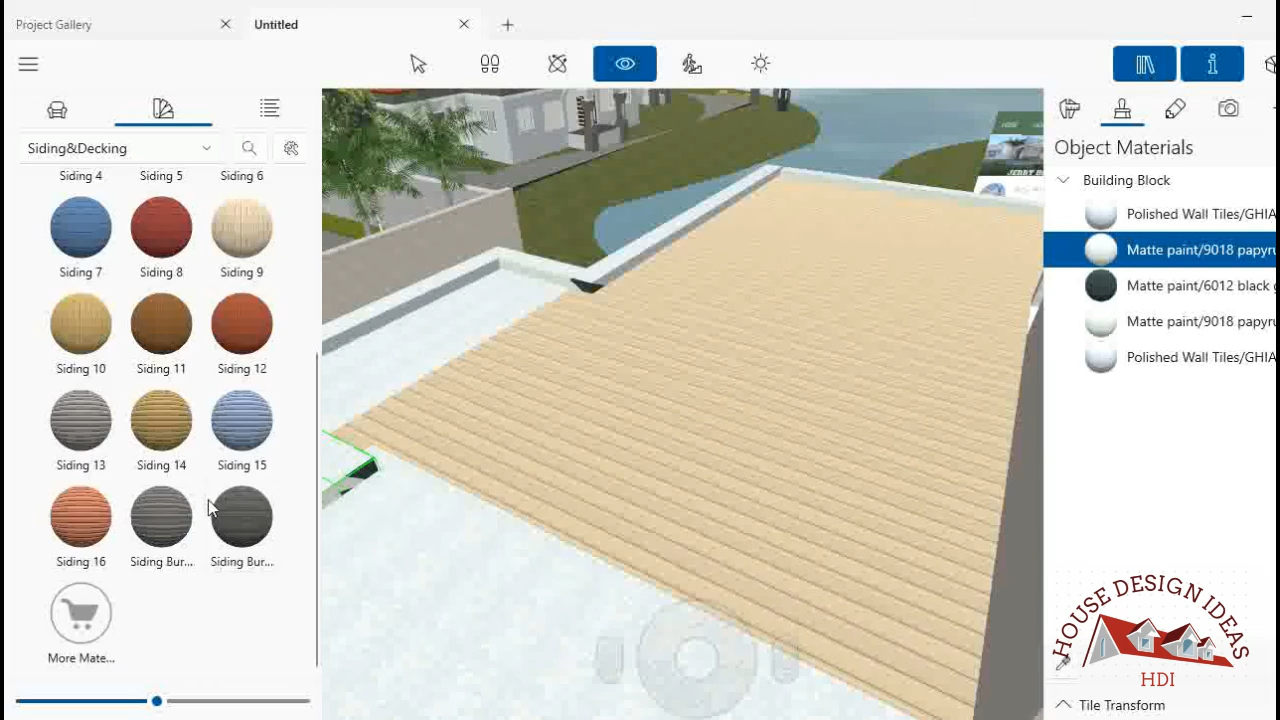 Project Gallery
Untitled
Siding&Decking
Siding 4
Siding 5
Siding 6
Siding 7
Siding 8
Siding 9
Siding 10
Siding 11
Siding 12
Siding 13
Siding 14
Siding 15
Siding 16
Siding Bur...
Siding Bur...
More Mate...
Object Materials
Building Block
Polished Wall Tiles/GHIA
Matte paint/9018 papyru
Matte paint/6012 black g
Matte paint/9018 papyru
Polished Wall Tiles/GHIA
HOUSE DESIGN IDEAS
HDI
Tile Transform